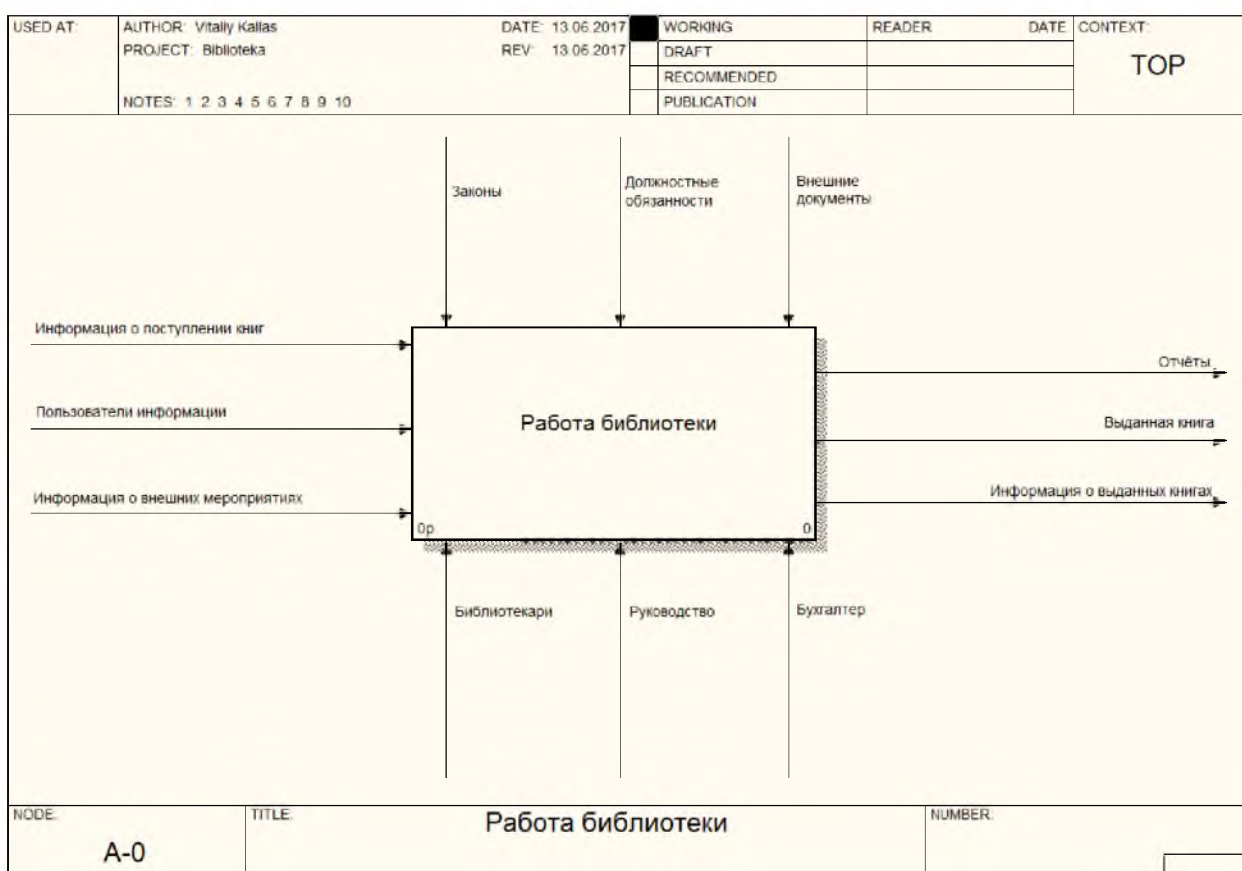 USED AT: AUTHOR: Vitaliy Kallas DATE: 13.06.2017 WORKING READER DATE CONTEXT:
PROJECT: Biblioteka REV: 13.06.2017 DRAFT
TOP
RECOMMENDED
NOTES: 1 2 3 4 5 6 7 8 9 10 PUBLICATION
Законы
Должностные
обязанности
Внешние
документы
Информация о поступлении книг
Пользователи информации
Информация о внешних мероприятиях
Работа библиотеки
0р 0
Отчёты
Выданная книга
Информация о выданных книгах
Библиотекари
Руководство
Бухгалтер
NODE: TITLE: Работа библиотеки NUMBER:
A-0